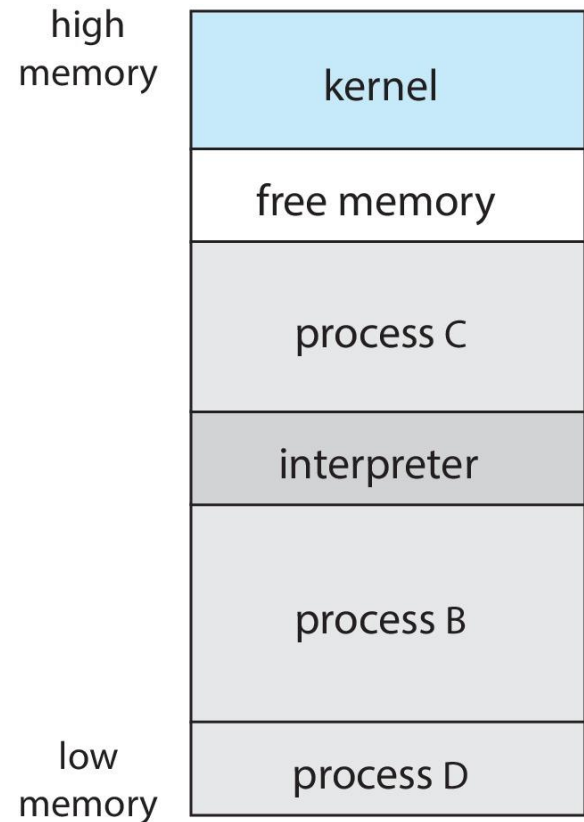 high
memory
kernel
free memory
process C
interpreter
process B
low
memory
process D